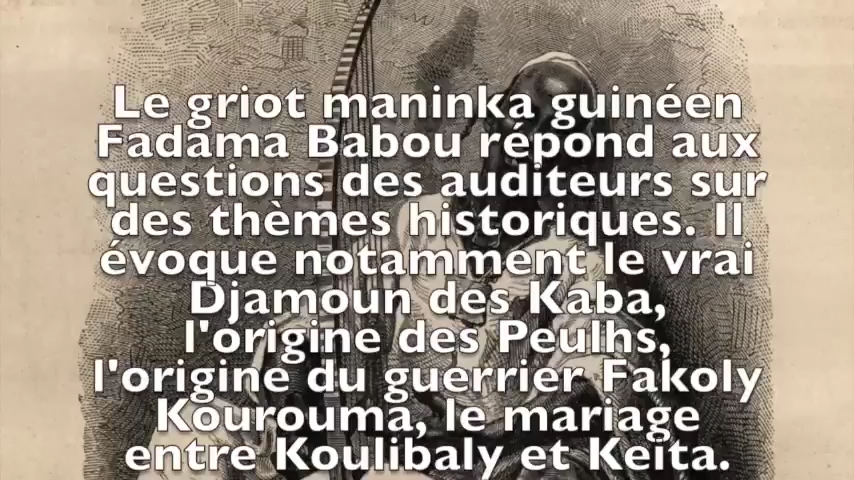 Le griot maninka guinéen
Fadama Babou répond aux
questions des auditeurs sur
des thèmes historiques. Il
évoque notamment le vrai
Djamoun des Kaba,
l'origine des Peulhs,
l'origine du guerrier Fakoly
Kourouma, le mariage
entre Koulibaly et Keïta.